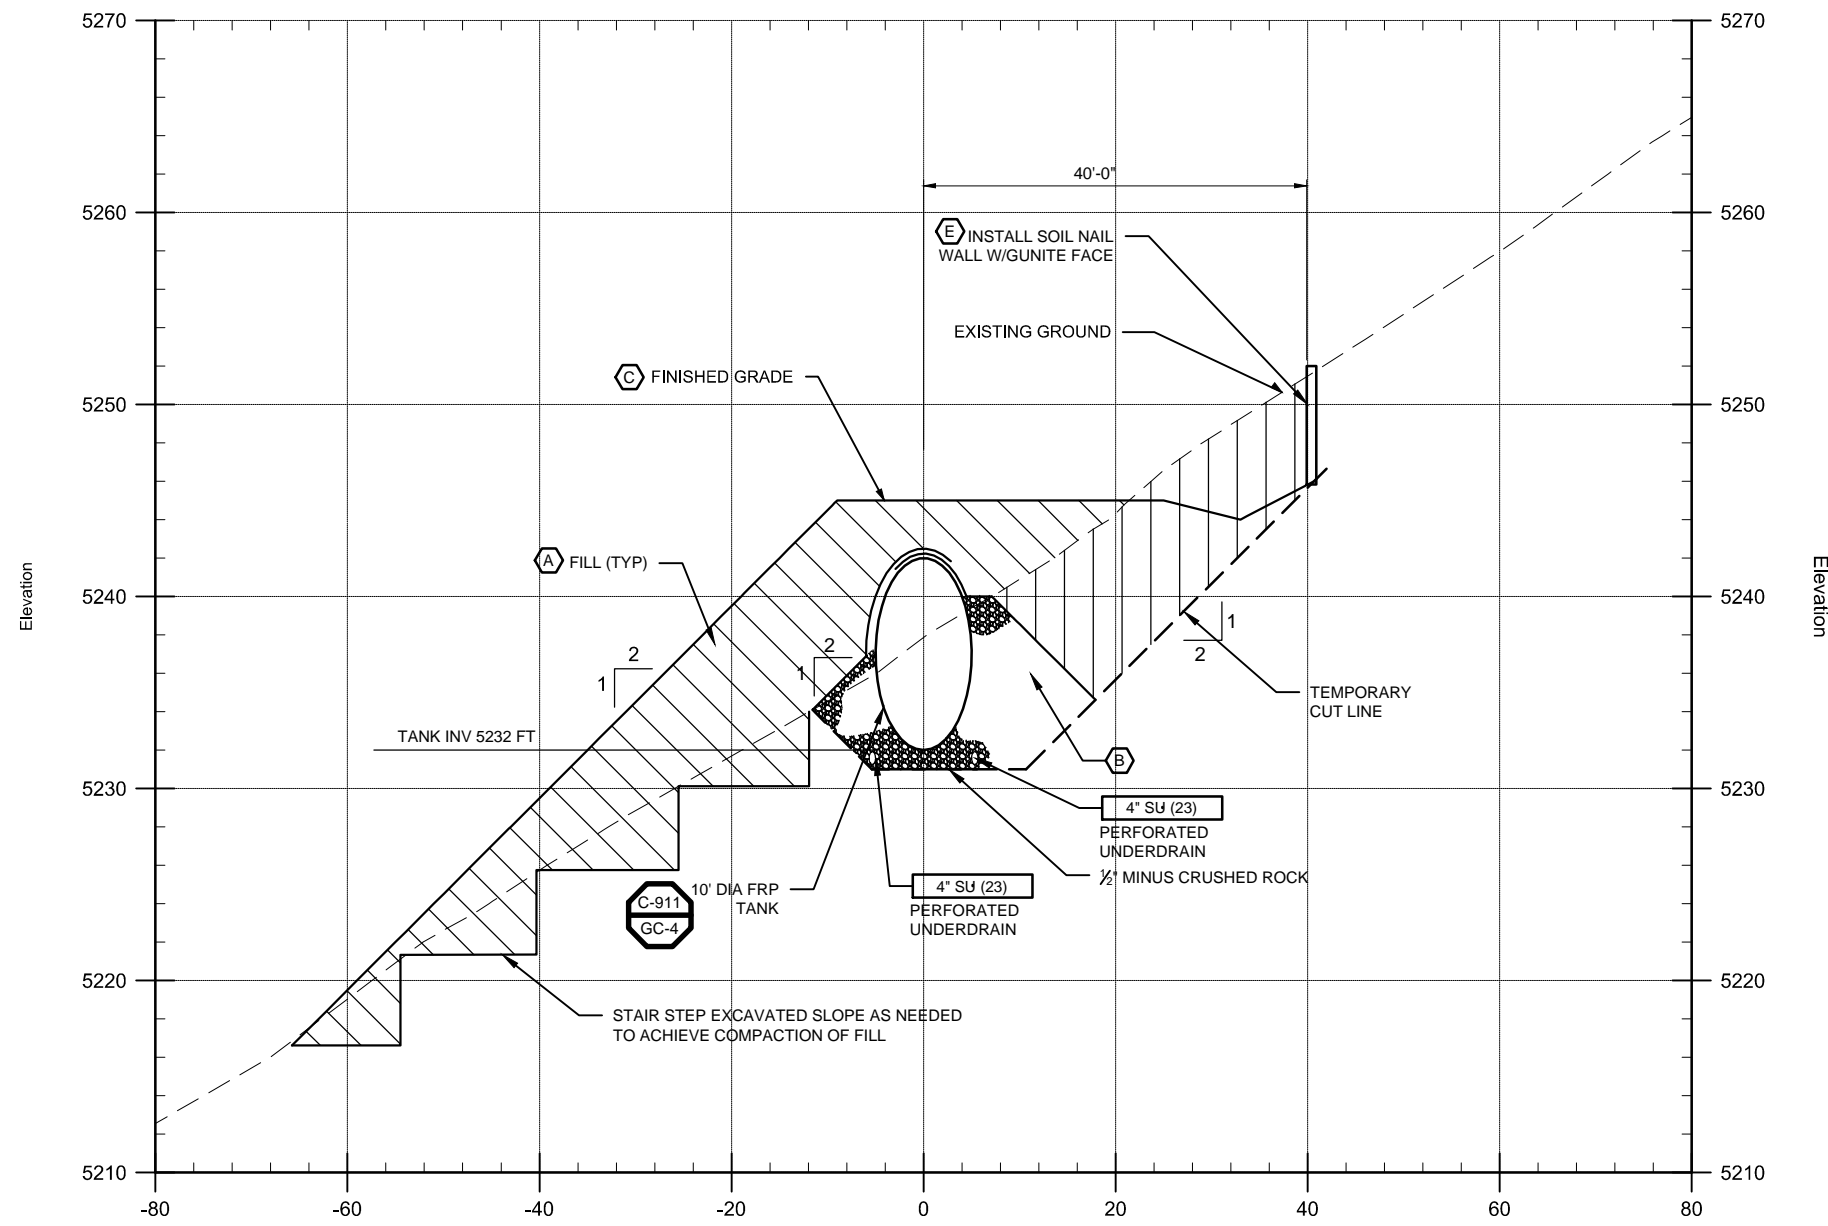 5270
5270
40'-0"
5260
5260
E
INSTALL SOIL NAIL
WALL W/GUNITE FACE
EXISTING GROUND
C
FINISHED GRADE
5250
5250
A
FILL (TYP)
Elevation
Elevation
5240
5240
2
1
2
1
1
2
TEMPORARY
CUT LINE
TANK INV 5232 FT
B
5230
5230
4" SU (23)
PERFORATED
UNDERDRAIN
½" MINUS CRUSHED ROCK
10' DIA FRP
TANK
C-911
GC-4
4" SU (23)
PERFORATED
UNDERDRAIN
5220
5220
STAIR STEP EXCAVATED SLOPE AS NEEDED
TO ACHIEVE COMPACTION OF FILL
5210
5210
-80
-60
-40
-20
0
20
40
60
80